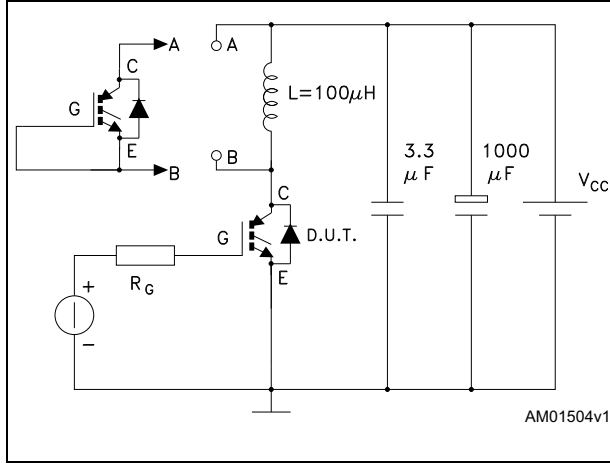 A
A
C
G
L=100μH
E
B
B
3.3
μF
1000
μF
VCC
C
G
D.U.T.
E
RG
+
-
AM01504v1